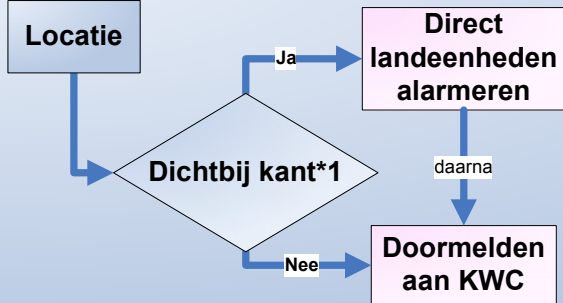 Locatie
Ja
Direct
landeenheden
alarmeren
Dichtbij kant*1
daarna
Nee
Doormelden
aan KWC